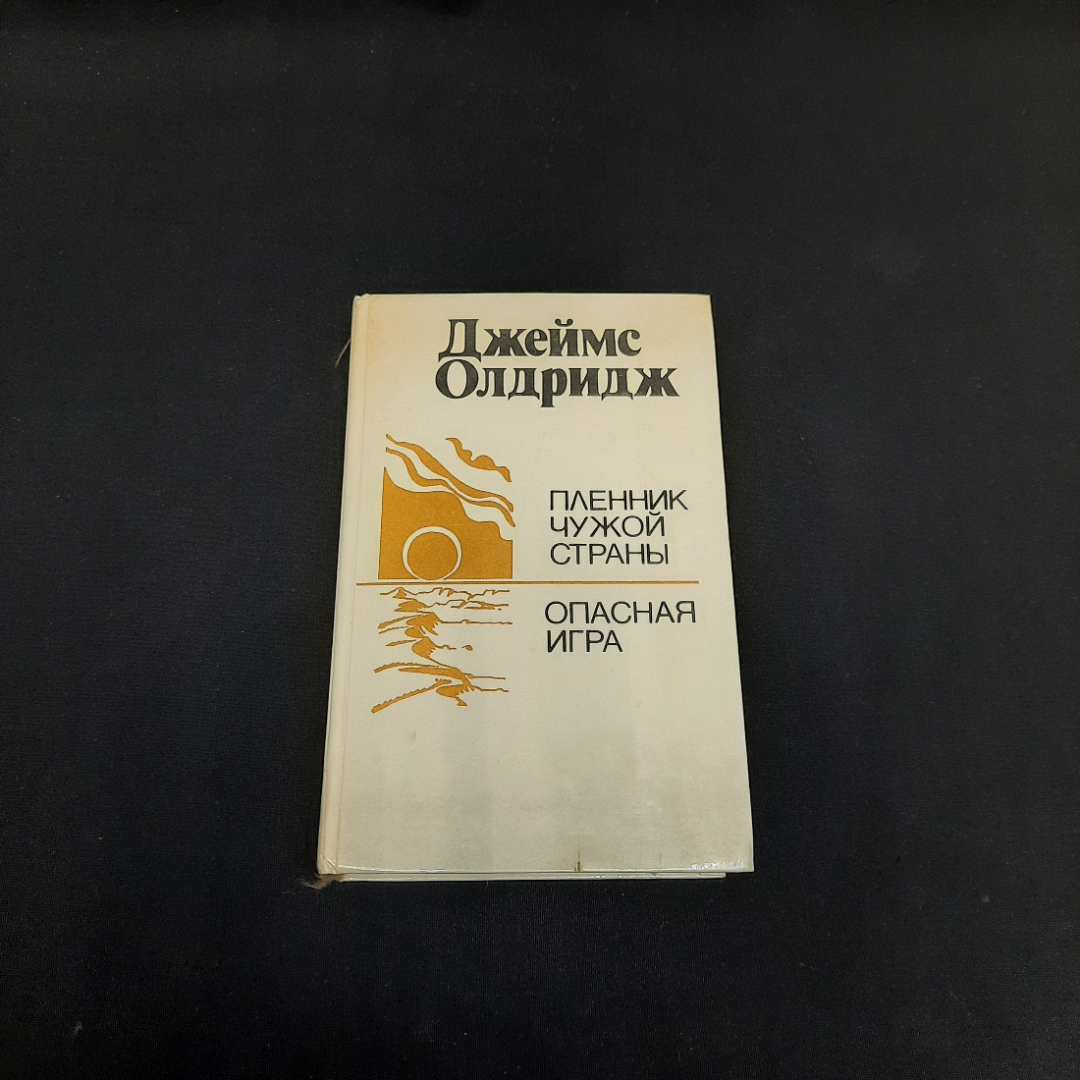 Джеймс
Олдридж
ПЛЕННИК
ЧУЖОЙ
СТРАНЫ
ОПАСНАЯ
ИГРА